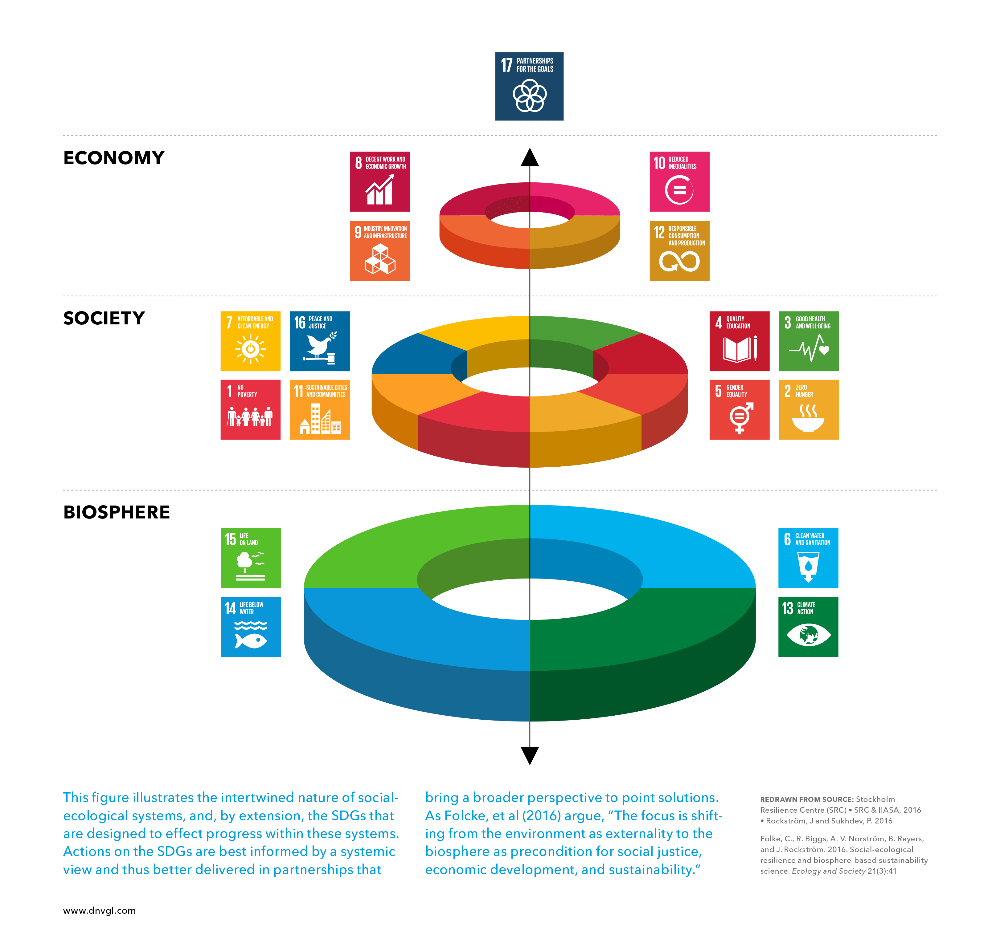 17 PARTNERSHIPS
FOR THE GOALS
ECONOMY
8 DECENT WORK AND
ECONOMIC GROWTH
10 REDUCED
INEQUALITIES
9 INDUSTRY, INNOVATION
AND INFRASTRUCTURE
12 RESPONSIBLE
CONSUMPTION
AND PRODUCTION
SOCIETY
7 AFFORDABLE AND
CLEAN ENERGY
16 PEACE AND
JUSTICE
4 QUALITY
EDUCATION
3 GOOD HEALTH
AND WELL-BEING
1 NO
POVERTY
11 SUSTAINABLE CITIES
AND COMMUNITIES
5 GENDER
EQUALITY
2 ZERO
HUNGER
BIOSPHERE
15 LIFE
ON LAND
6 CLEAN WATER
AND SANITATION
14 LIFE BELOW
WATER
13 CLIMATE
ACTION
This figure illustrates the intertwined nature of social-
ecological systems, and, by extension, the SDGs that
are designed to effect progress within these systems.
Actions on the SDGs are best informed by a systemic
view and thus better delivered in partnerships that
bring a broader perspective to point solutions.
As Folcke, et al (2016) argue, “The focus is shift-
ing from the environment as externality to the
biosphere as precondition for social justice,
economic development, and sustainability.”
REDRAWN FROM SOURCE: Stockholm
Resilience Centre (SRC) • SRC & IIASA, 2016
• Rockström, J and Sukhdev, P. 2016
Folke, C., R. Biggs, A. V. Norström, B. Reyers,
and J. Rockström. 2016. Social-ecological
resilience and biosphere-based sustainability
science. Ecology and Society 21(3):41
www.dnvgl.com